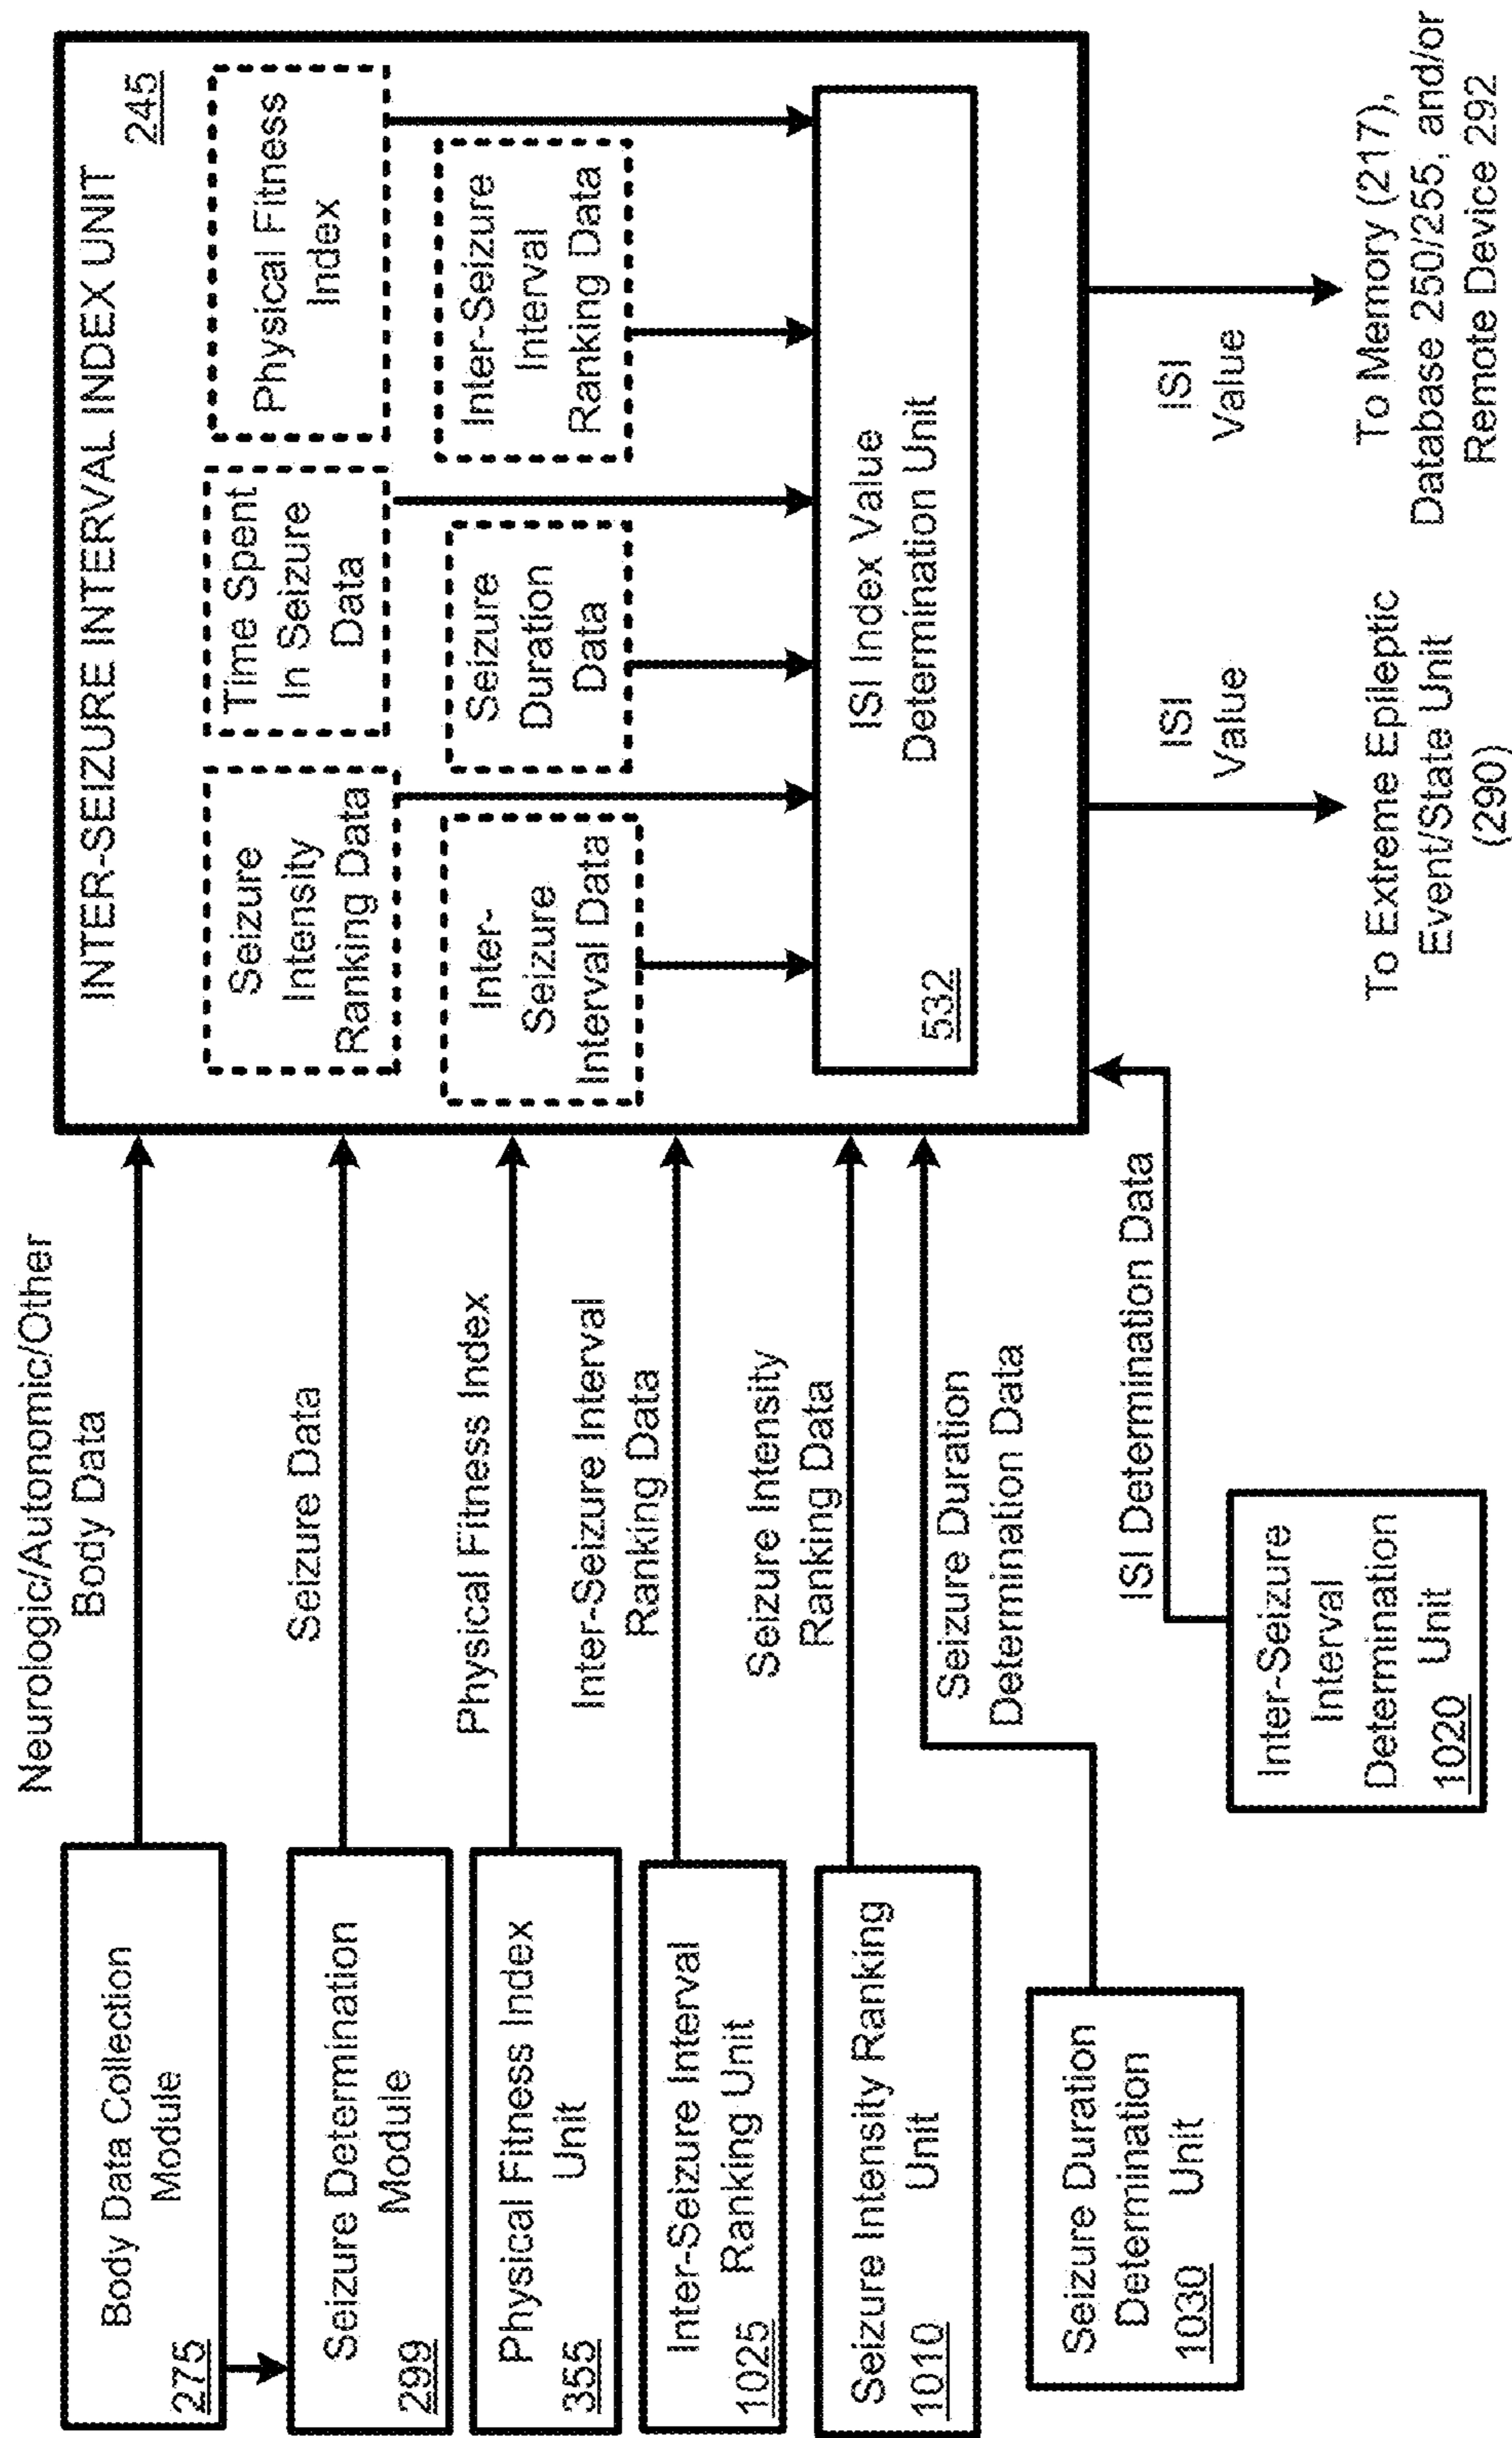 Body Data Collection
Module
275
Seizure Determination
Module
299
Physical Fitness Index
Unit
355
Inter-Seizure Interval
Ranking Unit
1025
Seizure Intensity Ranking
Unit
1010
Seizure Duration
Determination
Unit
1030
Inter-Seizure
Interval
Determination
Unit
1020
Neurologic/Autonomic/Other
Body Data
Seizure Data
Physical Fitness Index
Inter-Seizure Interval
Ranking Data
Seizure Intensity
Ranking Data
Seizure Duration
Determination Data
ISI Determination Data
INTER-SEIZURE INTERVAL INDEX UNIT
245
Seizure
Intensity
Ranking Data
Time Spent
In Seizure
Data
Physical Fitness
Index
Inter-
Seizure
Interval Data
Seizure
Duration
Data
Inter-Seizure
Interval
Ranking Data
ISI Index Value
Determination Unit
532
ISI
Value
ISI
Value
To Extreme Epileptic
Event/State Unit
(290)
To Memory (217),
Database 250/255, and/or
Remote Device 292